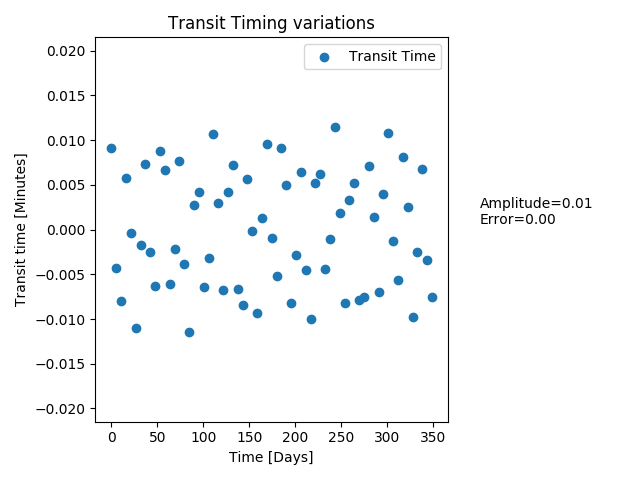 Transit Timing variations
Transit Time
0.020
0.015
0.010
0.005
0.000
−0.005
−0.010
−0.015
−0.020
Transit time [Minutes]
Amplitude=0.01
Error=0.00
0 50 100 150 200 250 300 350
Time [Days]